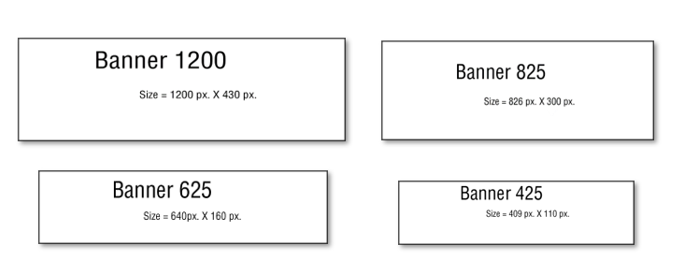 Banner 1200
Size = 1200 px. X 430 px.
Banner 825
Size = 826 px. X 300 px.
Banner 625
Size = 640px. X 160 px.
Banner 425
Size = 409 px. X 110 px.